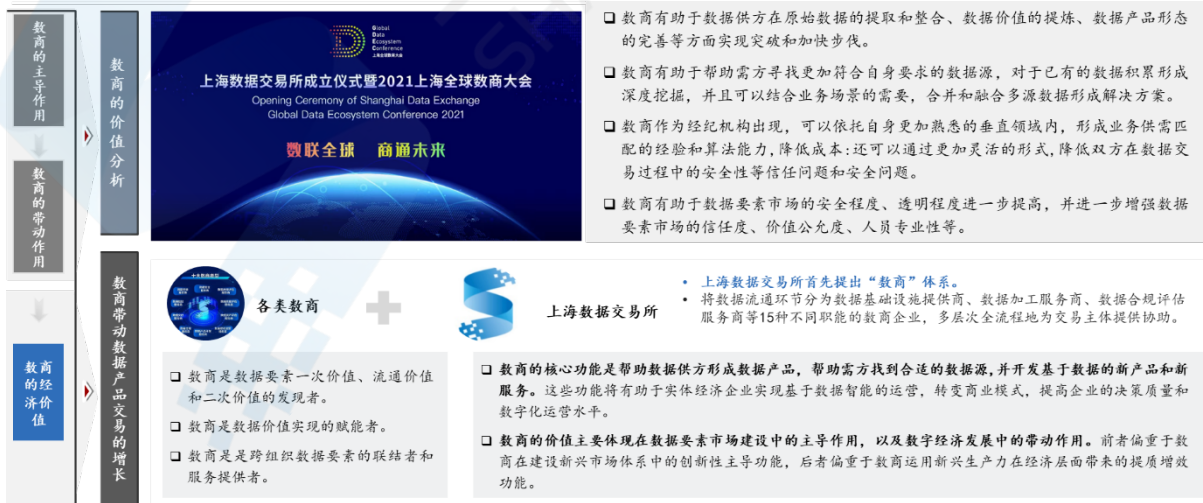 数商的主导作用
数商的带动作用
数商的经济价值
数商的价值分析
Global
Data
Ecosystem
Conference
上海全球数商大会
上海数据交易所成立仪式暨2021上海全球数商大会
Opening Ceremony of Shanghai Data Exchange
Global Data Ecosystem Conference 2021
数联全球 商通未来
数商有助于数据供方在原始数据的提取和整合、数据价值的提炼、数据产品形态
的完善等方面实现突破和加快步伐。
数商有助于帮助需方寻找更加符合自身要求的数据源，对于已有的数据积累形成
深度挖掘，并且可以结合业务场景的需要，合并和融合多源数据形成解决方案。
数商作为经纪机构出现，可以依托自身更加熟悉的垂直领域内，形成业务供需匹
配的经验和算法能力,降低成本:还可以通过更加灵活的形式,降低双方在数据交
易过程中的安全性等信任问题和安全问题。
数商有助于数据要素市场的安全程度、透明程度进一步提高，并进一步增强数据
要素市场的信任度、价值公允度、人员专业性等。
数商带动数据产品交易的增长
各类数商
上海数据交易所
• 上海数据交易所首先提出“数商”体系。
• 将数据流通环节分为数据基础设施提供商、数据加工服务商、数据合规评估
服务商等15种不同职能的数商企业，多层次全流程地为交易主体提供协助。
数商是数据要素一次价值、流通价值
和二次价值的发现者。
数商是数据价值实现的赋能者。
数商是是跨组织数据要素的联结者和
服务提供者。
数商的核心功能是帮助数据供方形成数据产品，帮助需方找到合适的数据源,并开发基于数据的新产品和新
服务。这些功能将有助于实体经济企业实现基于数据智能的运营，转变商业模式，提高企业的决策质量和
数字化运营水平。
数商的价值主要体现在数据要素市场建设中的主导作用，以及数字经济发展中的带动作用。前者偏重于数
商在建设新兴市场体系中的创新性主导功能，后者偏重于数商运用新兴生产力在经济层面带来的提质增效
功能。